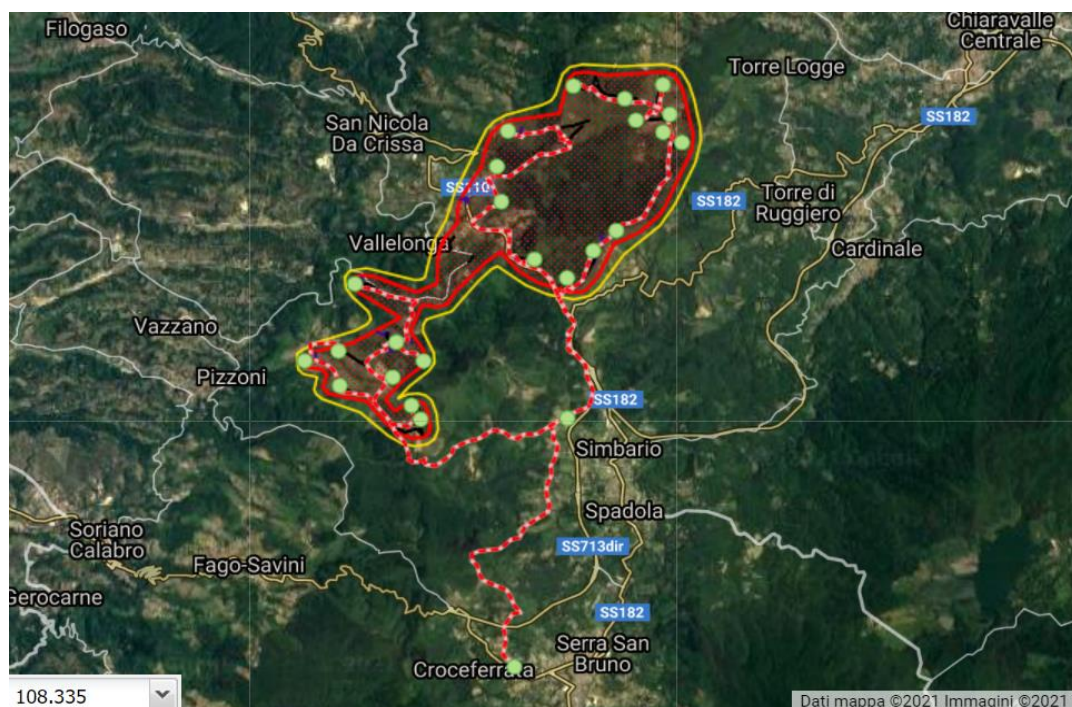 Filogaso
Chiaravalle
Centrale
Torre Logge
SS182
San Nicola
Da Crissa
SS182
Torre di
Ruggiero
Vallelonga
Cardinale
Vazzano
Pizzoni
SS182
Simbario
Spadola
Soriano
Calabro
SS713dir
Fago-Savini
Gerocarne
SS182
Serra San
Bruno
Croceferrata
108.335
Dati mappa ©2021 Immagini ©2021